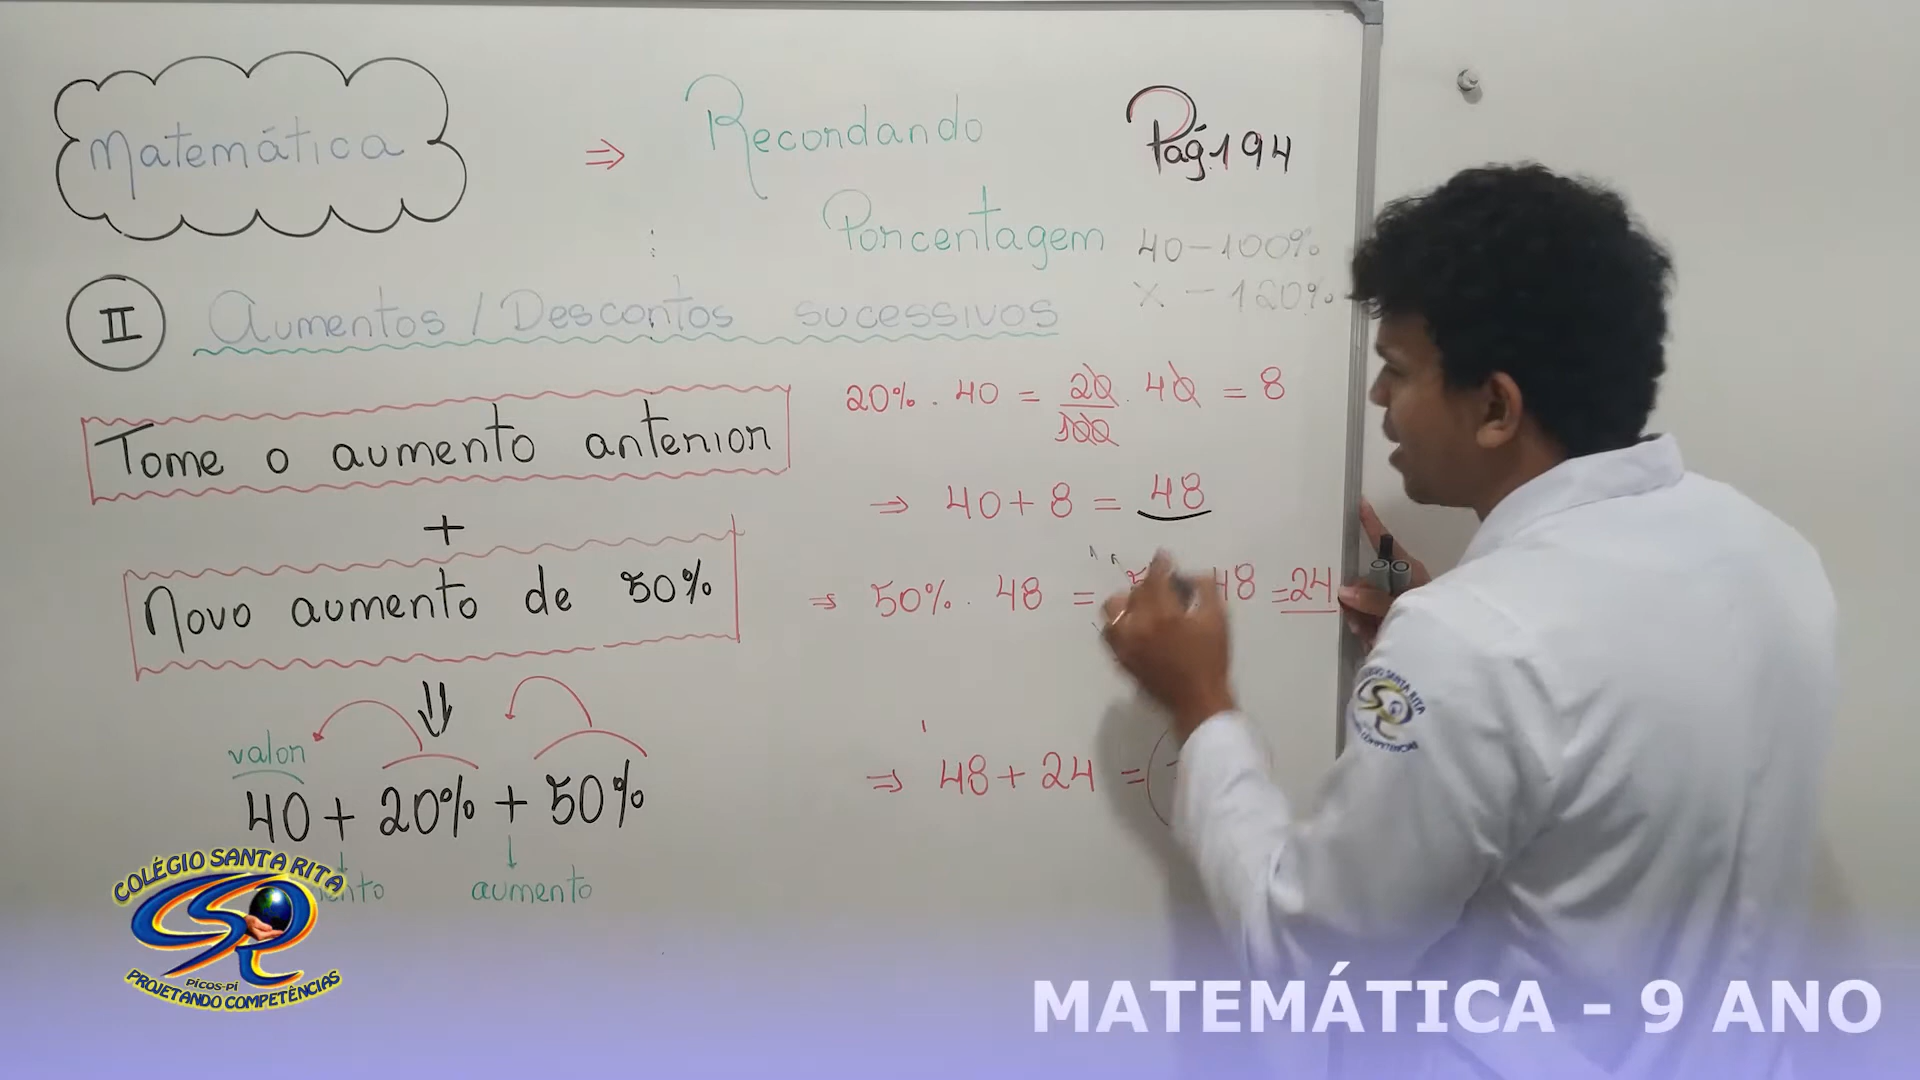 Matemática
⇒ Recordando
Porcentagem
Pág.194
40 - 100%
x - 120%
II Aumentos / Descontos sucessivos
Tome o aumento anterior
+
Novo aumento de 50%
valor
40 + 20% + 50%
aumento
20% . 40 = 20/100 . 40 = 8
⇒ 40 + 8 = 48
⇒ 50% . 48 = 48 = 24
⇒ 48 + 24 =
COLÉGIO SANTA RITA
PICOS-PI
PROJETANDO COMPETÊNCIAS
MATEMÁTICA - 9 ANO